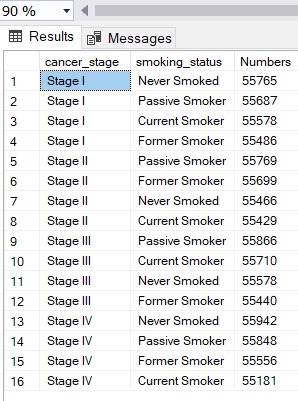 90 %
Results Messages
cancer_stage smoking_status Numbers
1 Stage I Never Smoked 55765
2 Stage I Passive Smoker 55687
3 Stage I Current Smoker 55578
4 Stage I Former Smoker 55486
5 Stage II Passive Smoker 55769
6 Stage II Former Smoker 55699
7 Stage II Never Smoked 55466
8 Stage II Current Smoker 55429
9 Stage III Passive Smoker 55866
10 Stage III Current Smoker 55710
11 Stage III Never Smoked 55578
12 Stage III Former Smoker 55440
13 Stage IV Never Smoked 55942
14 Stage IV Passive Smoker 55848
15 Stage IV Former Smoker 55556
16 Stage IV Current Smoker 55181